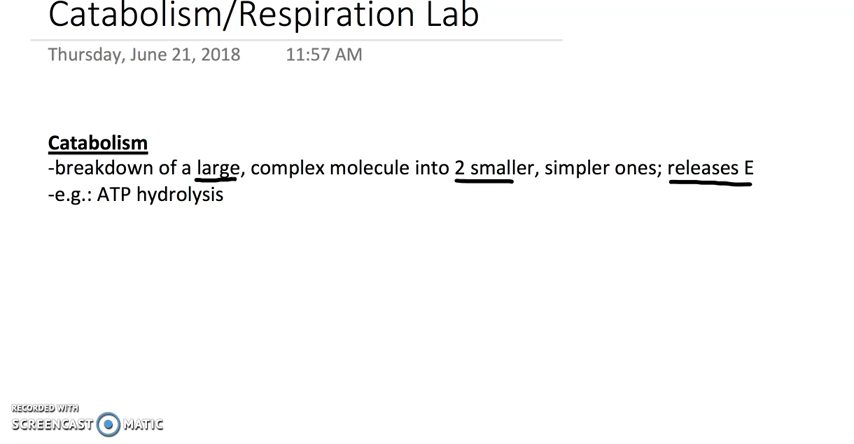 Catabolism/Respiration Lab
Thursday, June 21, 2018 11:57 AM
Catabolism
-breakdown of a large, complex molecule into 2 smaller, simpler ones; releases E
-e.g.: ATP hydrolysis
RECORDED WITH
SCREENCAST MATIC